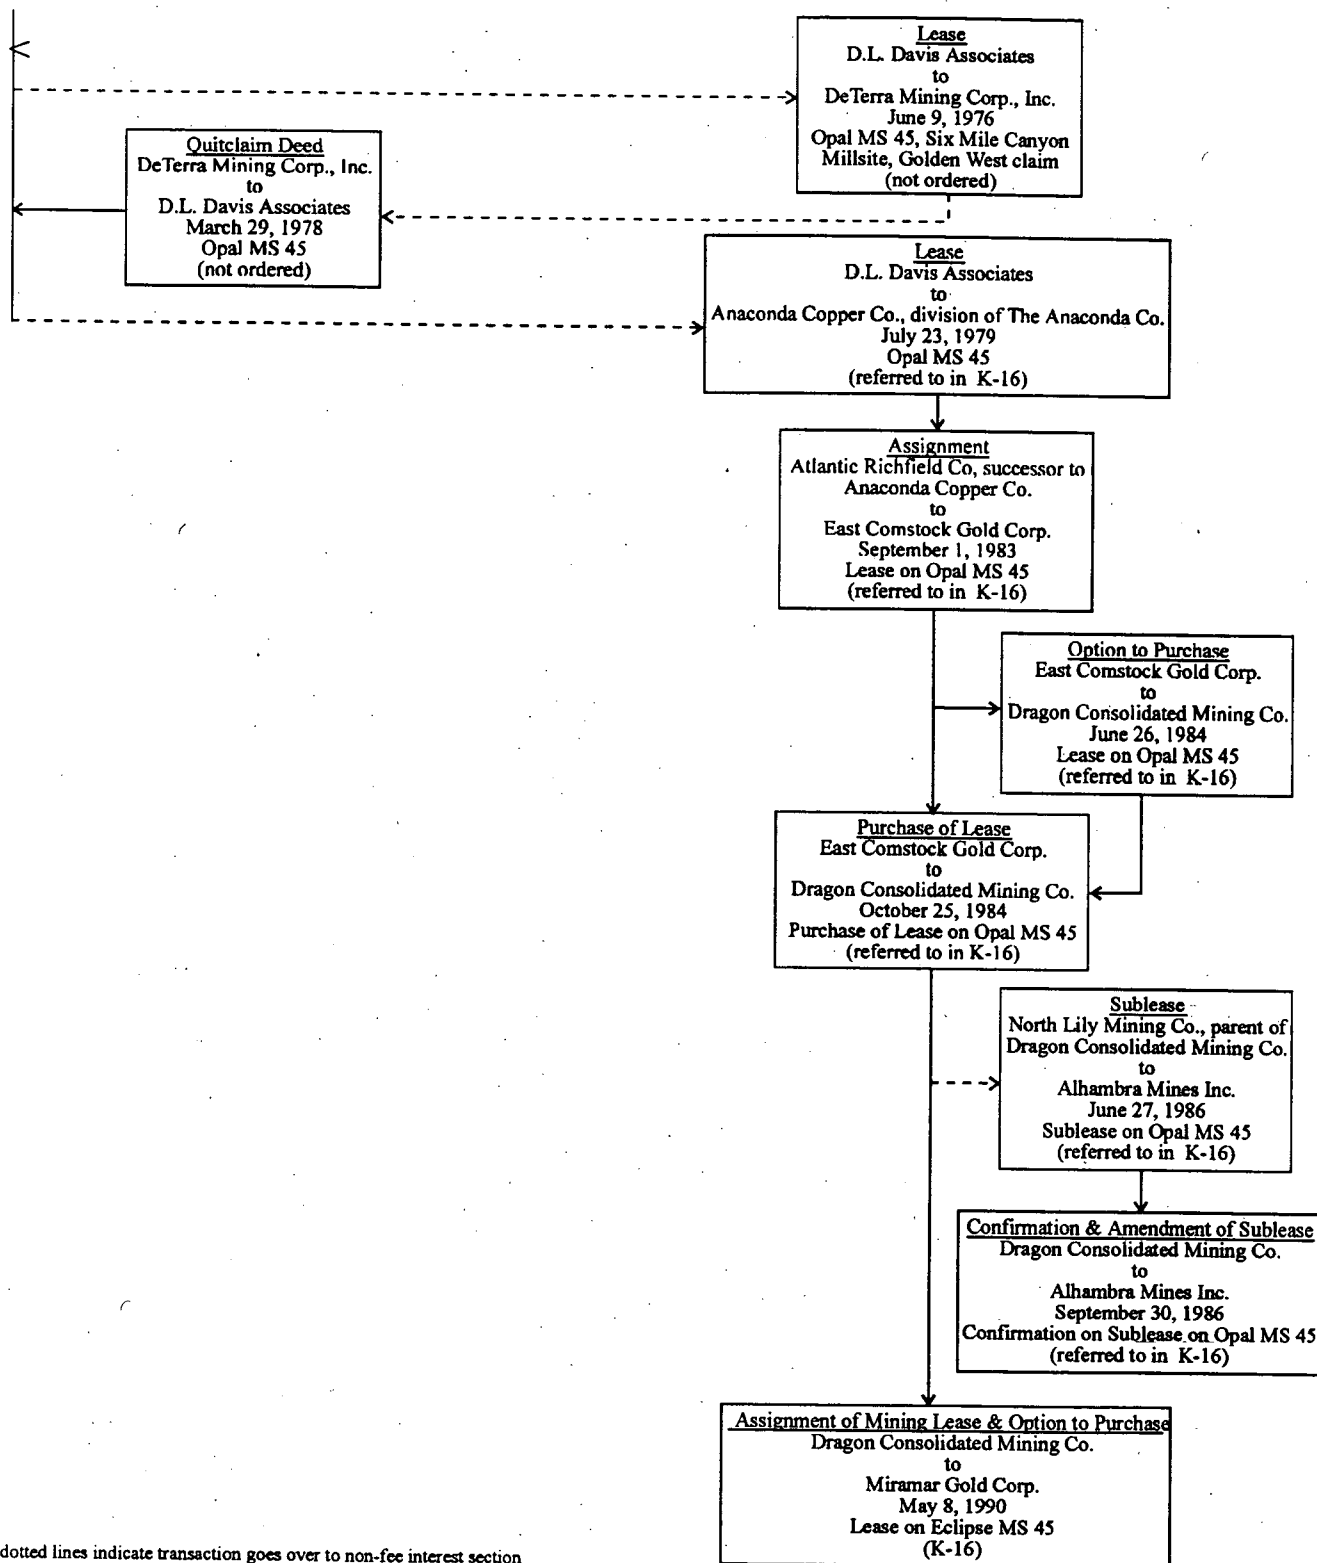 Lease
D.L. Davis Associates
to
DeTerra Mining Corp., Inc.
June 9, 1976
Opal MS 45, Six Mile Canyon
Millsite, Golden West claim
(not ordered)
Quitclaim Deed
DeTerra Mining Corp., Inc.
to
D.L. Davis Associates
March 29, 1978
Opal MS 45
(not ordered)
Lease
D.L. Davis Associates
to
Anaconda Copper Co., division of The Anaconda Co.
July 23, 1979
Opal MS 45
(referred to in K-16)
Assignment
Atlantic Richfield Co, successor to
Anaconda Copper Co.
to
East Comstock Gold Corp.
September 1, 1983
Lease on Opal MS 45
(referred to in K-16)
Option to Purchase
East Comstock Gold Corp.
to
Dragon Consolidated Mining Co.
June 26, 1984
Lease on Opal MS 45
(referred to in K-16)
Purchase of Lease
East Comstock Gold Corp.
to
Dragon Consolidated Mining Co.
October 25, 1984
Purchase of Lease on Opal MS 45
(referred to in K-16)
Sublease
North Lily Mining Co., parent of
Dragon Consolidated Mining Co.
to
Alhambra Mines Inc.
June 27, 1986
Sublease on Opal MS 45
(referred to in K-16)
Confirmation & Amendment of Sublease
Dragon Consolidated Mining Co.
to
Alhambra Mines Inc.
September 30, 1986
Confirmation on Sublease on Opal MS 45
(referred to in K-16)
Assignment of Mining Lease & Option to Purchase
Dragon Consolidated Mining Co.
to
Miramar Gold Corp.
May 8, 1990
Lease on Eclipse MS 45
(K-16)
dotted lines indicate transaction goes over to non-fee interest section